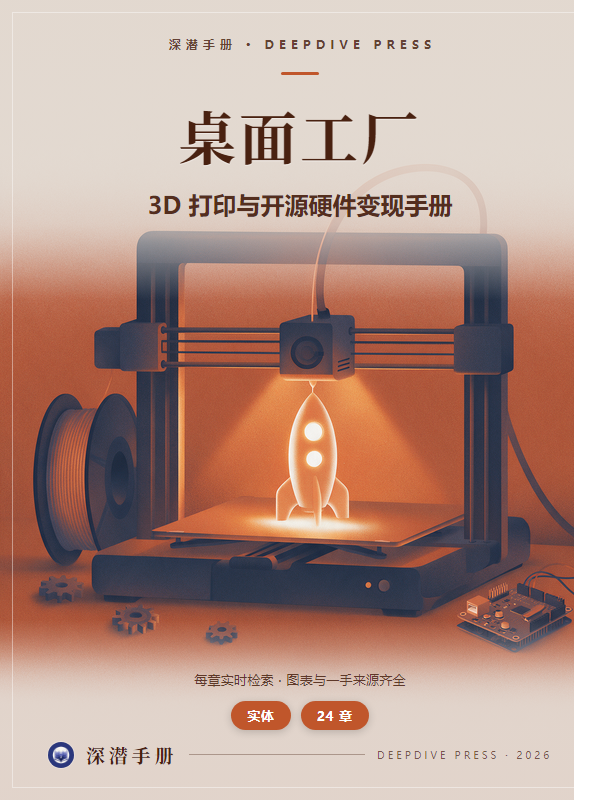 深潜手册 · DEEPDIVE PRESS
桌面工厂
3D 打印与开源硬件变现手册
每章实时检索 · 图表与一手来源齐全
实体 24 章
深潜手册 DEEPDIVE PRESS · 2026